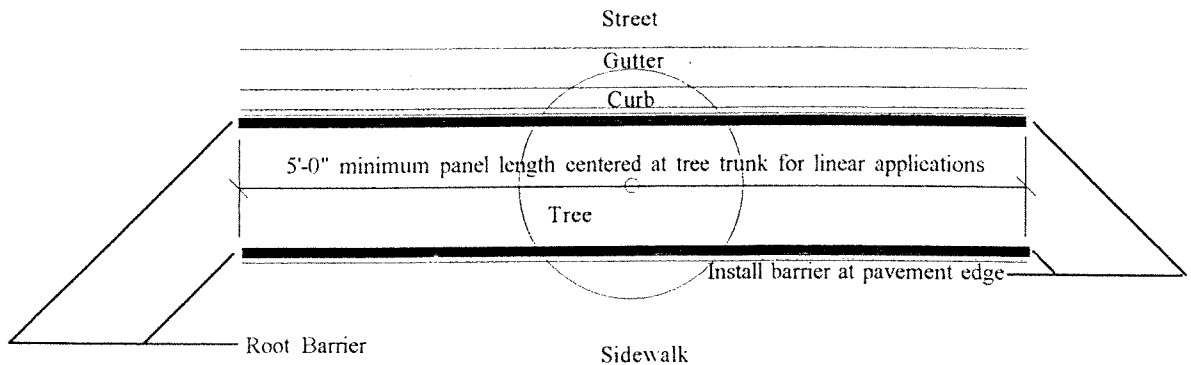 Street
Gutter
Curb
5'-0" minimum panel length centered at tree trunk for linear applications
Tree
Install barrier at pavement edge
Root Barrier
Sidewalk